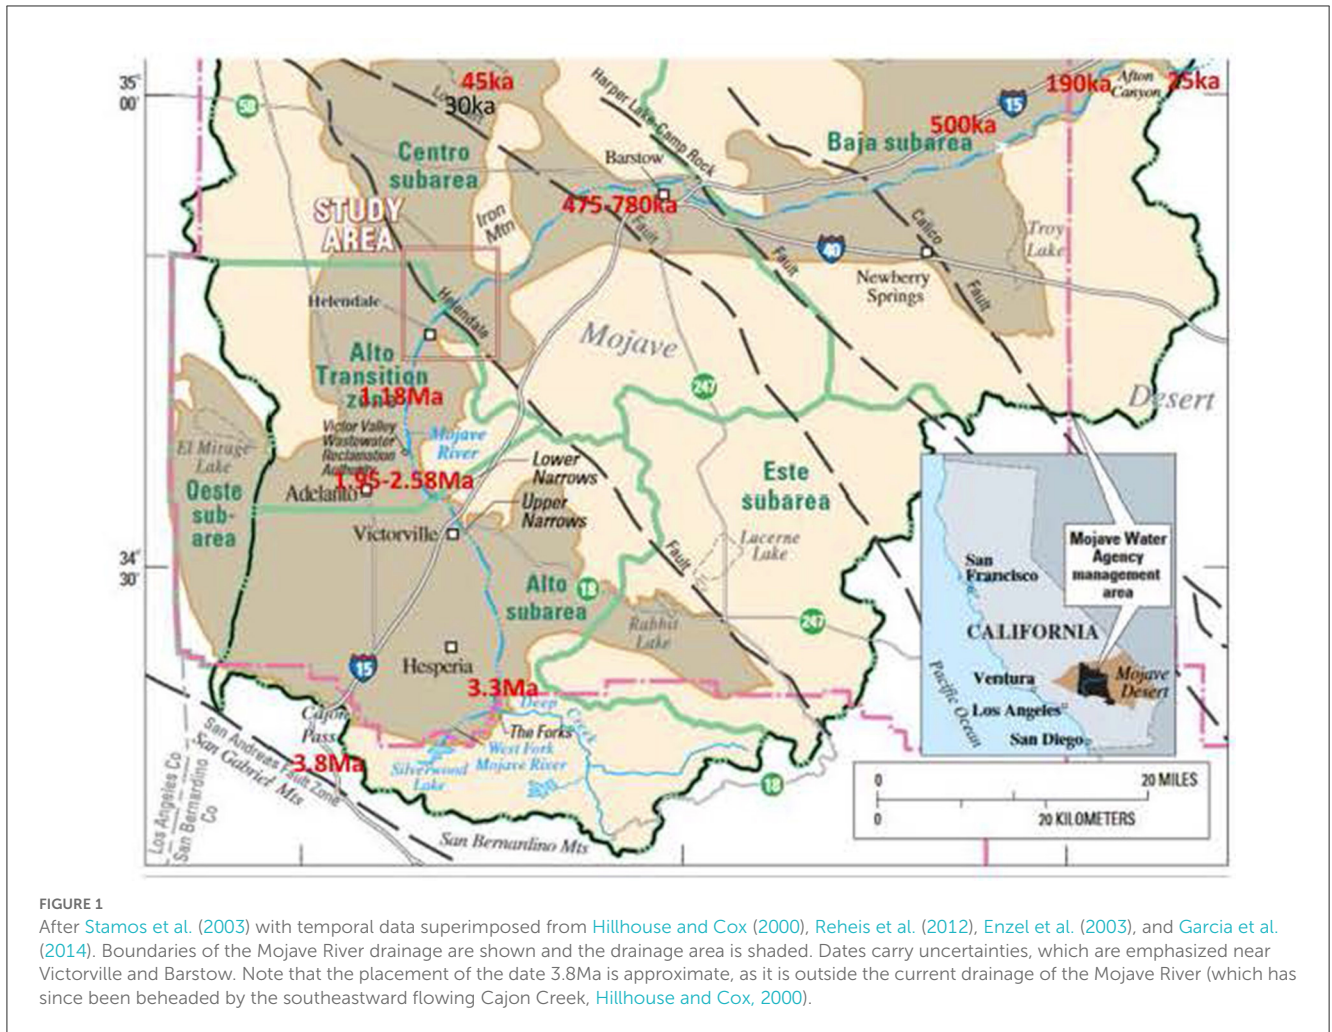 35°
00'
58
45ka
30ka
Harper Lake-Camp Rock
Fault
190ka
Afton
Canyon
25ka
15
500ka
Baja subarea
Centro
subarea
Barstow
STUDY
AREA
Iron
Mtn
475-780ka
Fault
Calico
Fault
Troy
Lake
40
Newberry
Springs
Helendale
Helendale
Mojave
Desert
Alto
Transition
zone
1.18Ma
247
Victor Valley
Wastewater
Reclamation
Authority
Mojave
River
El Mirage
Lake
Oeste
sub-
area
1.95-2.58Ma
Adelanto
Lower
Narrows
Upper
Narrows
Victorville
Este
subarea
Lucerne
Lake
Fault
34°
30'
Alto
subarea
18
Rabbit
Lake
247
15
Hesperia
3.3Ma
Cajon
Pass
Deep
Creek
The Forks
West Fork
Mojave River
Silverwood
Lake
3.8Ma
San Andreas Fault Zone
San Gabriel Mts
Los Angeles Co
San Bernardino
Co
San Bernardino Mts
18
Mojave Water
Agency
management
area
San
Francisco
CALIFORNIA
Ventura
Mojave
Desert
Los Angeles
San Diego
Pacific Ocean
0 20 MILES
0 20 KILOMETERS
FIGURE 1
After Stamos et al. (2003) with temporal data superimposed from Hillhouse and Cox (2000), Reheis et al. (2012), Enzel et al. (2003), and Garcia et al.
(2014). Boundaries of the Mojave River drainage are shown and the drainage area is shaded. Dates carry uncertainties, which are emphasized near
Victorville and Barstow. Note that the placement of the date 3.8Ma is approximate, as it is outside the current drainage of the Mojave River (which has
since been beheaded by the southeastward flowing Cajon Creek, Hillhouse and Cox, 2000).